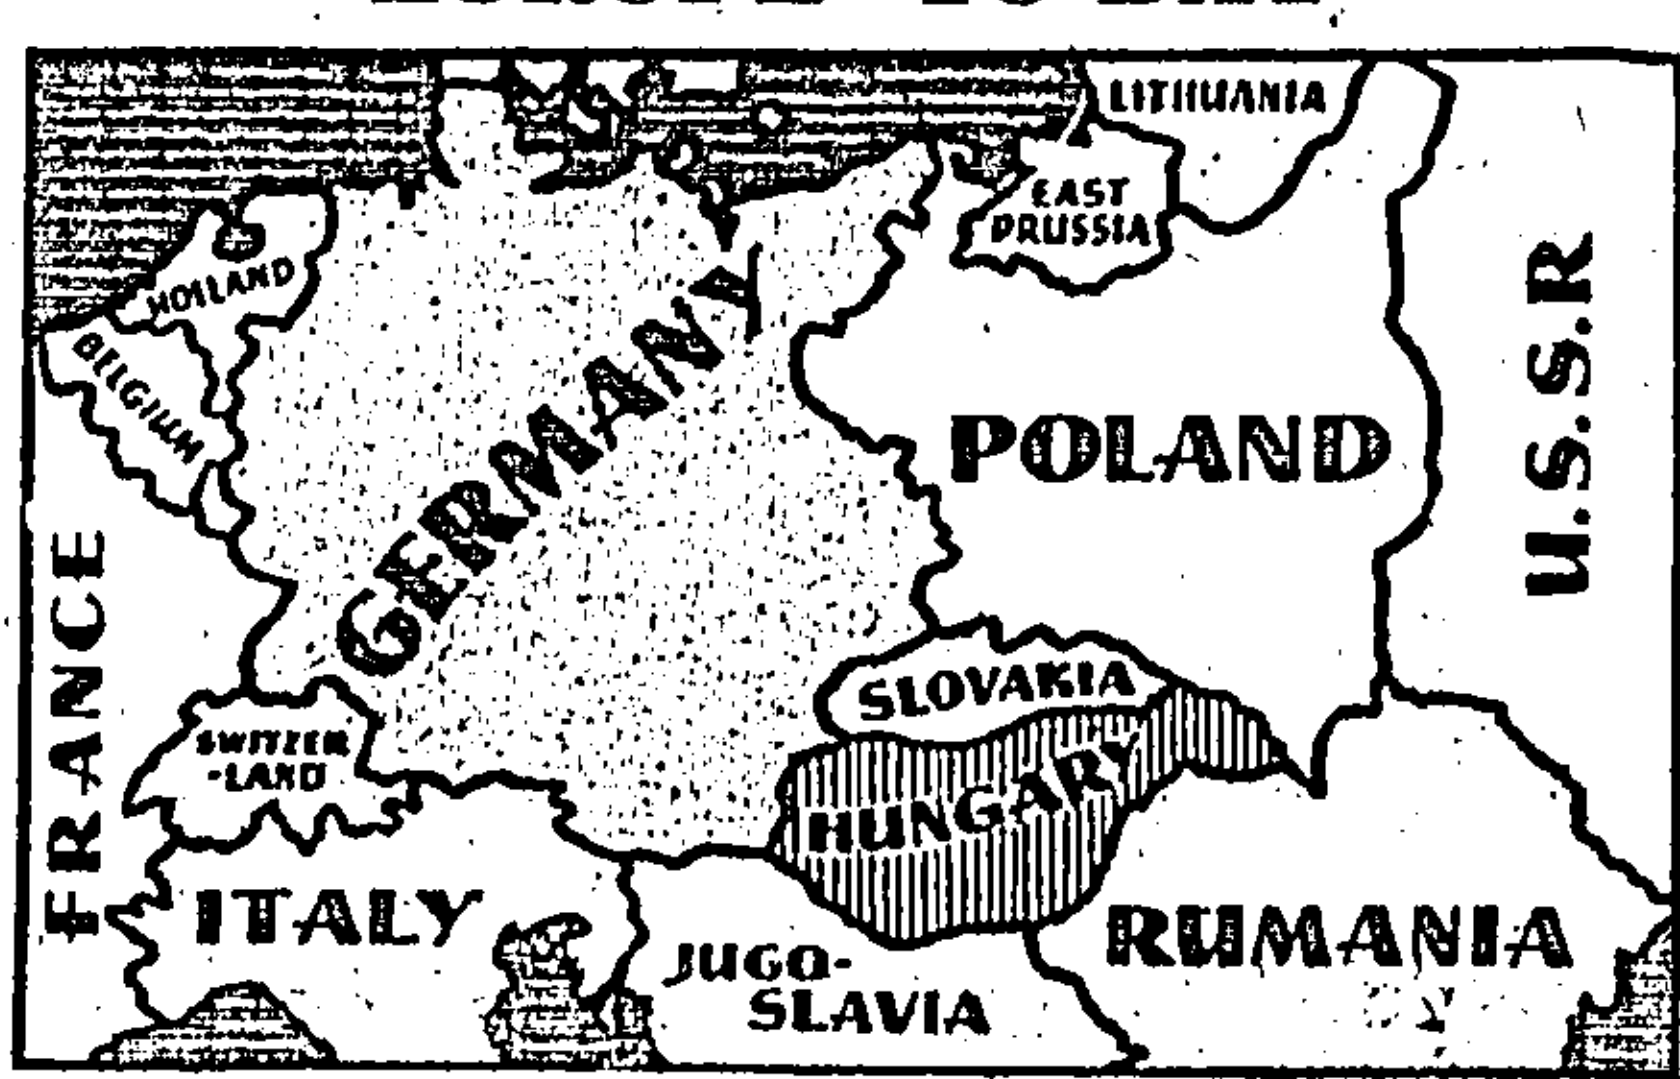 LITHUANIA
EAST
PRUSSIA
HOLLAND
BELGIUM
GERMANY
POLAND
U.S.S.R
FRANCE
SLOVAKIA
SWITZER
-LAND
HUNGARY
ITALY
JUGO-
SLAVIA
RUMANIA